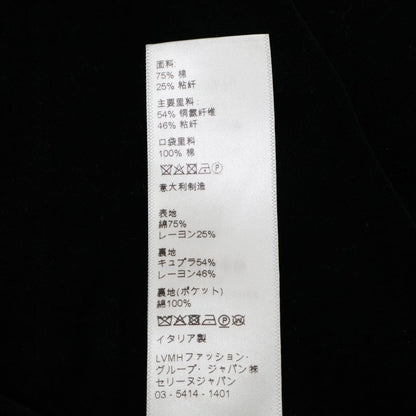 面料:
75% 棉
25% 粘纤
主要里料:
54% 铜氨纤维
46% 粘纤
口袋里料:
100% 棉
意大利制造
表地
綿75%
レーヨン25%
裏地
キュプラ54%
レーヨン46%
裏地(ポケット)
綿100%
イタリア製
LVMHファッション・
グループ・ジャパン㈱
セリーヌジャパン
03 - 5414 - 1401